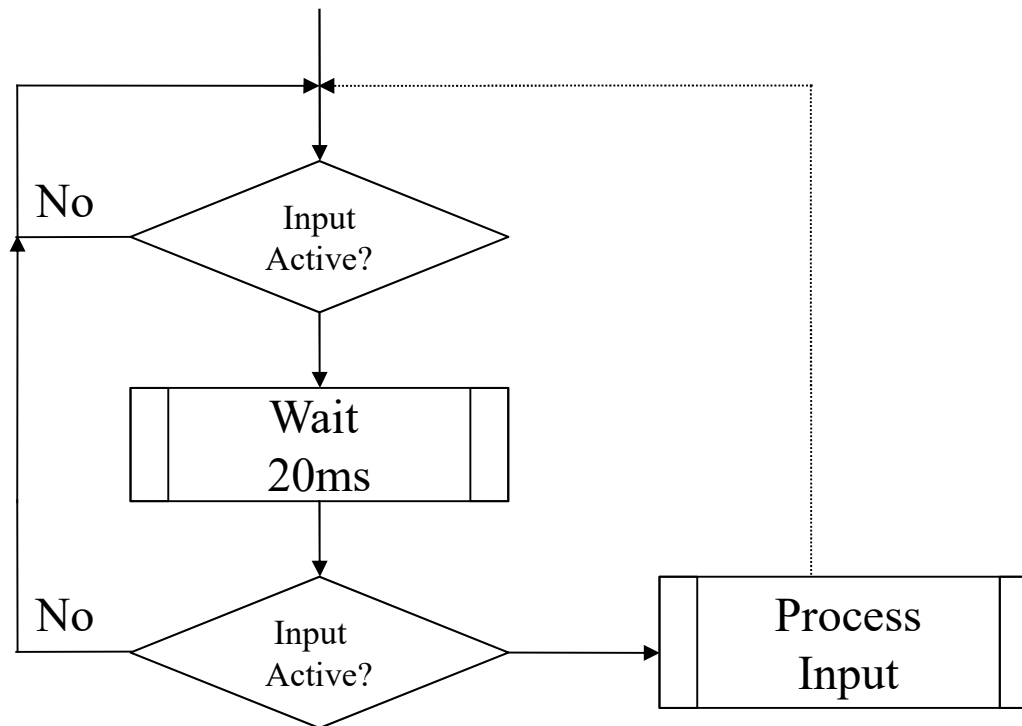 No
Input
Active?
Wait
20ms
No
Input
Active?
Process
Input